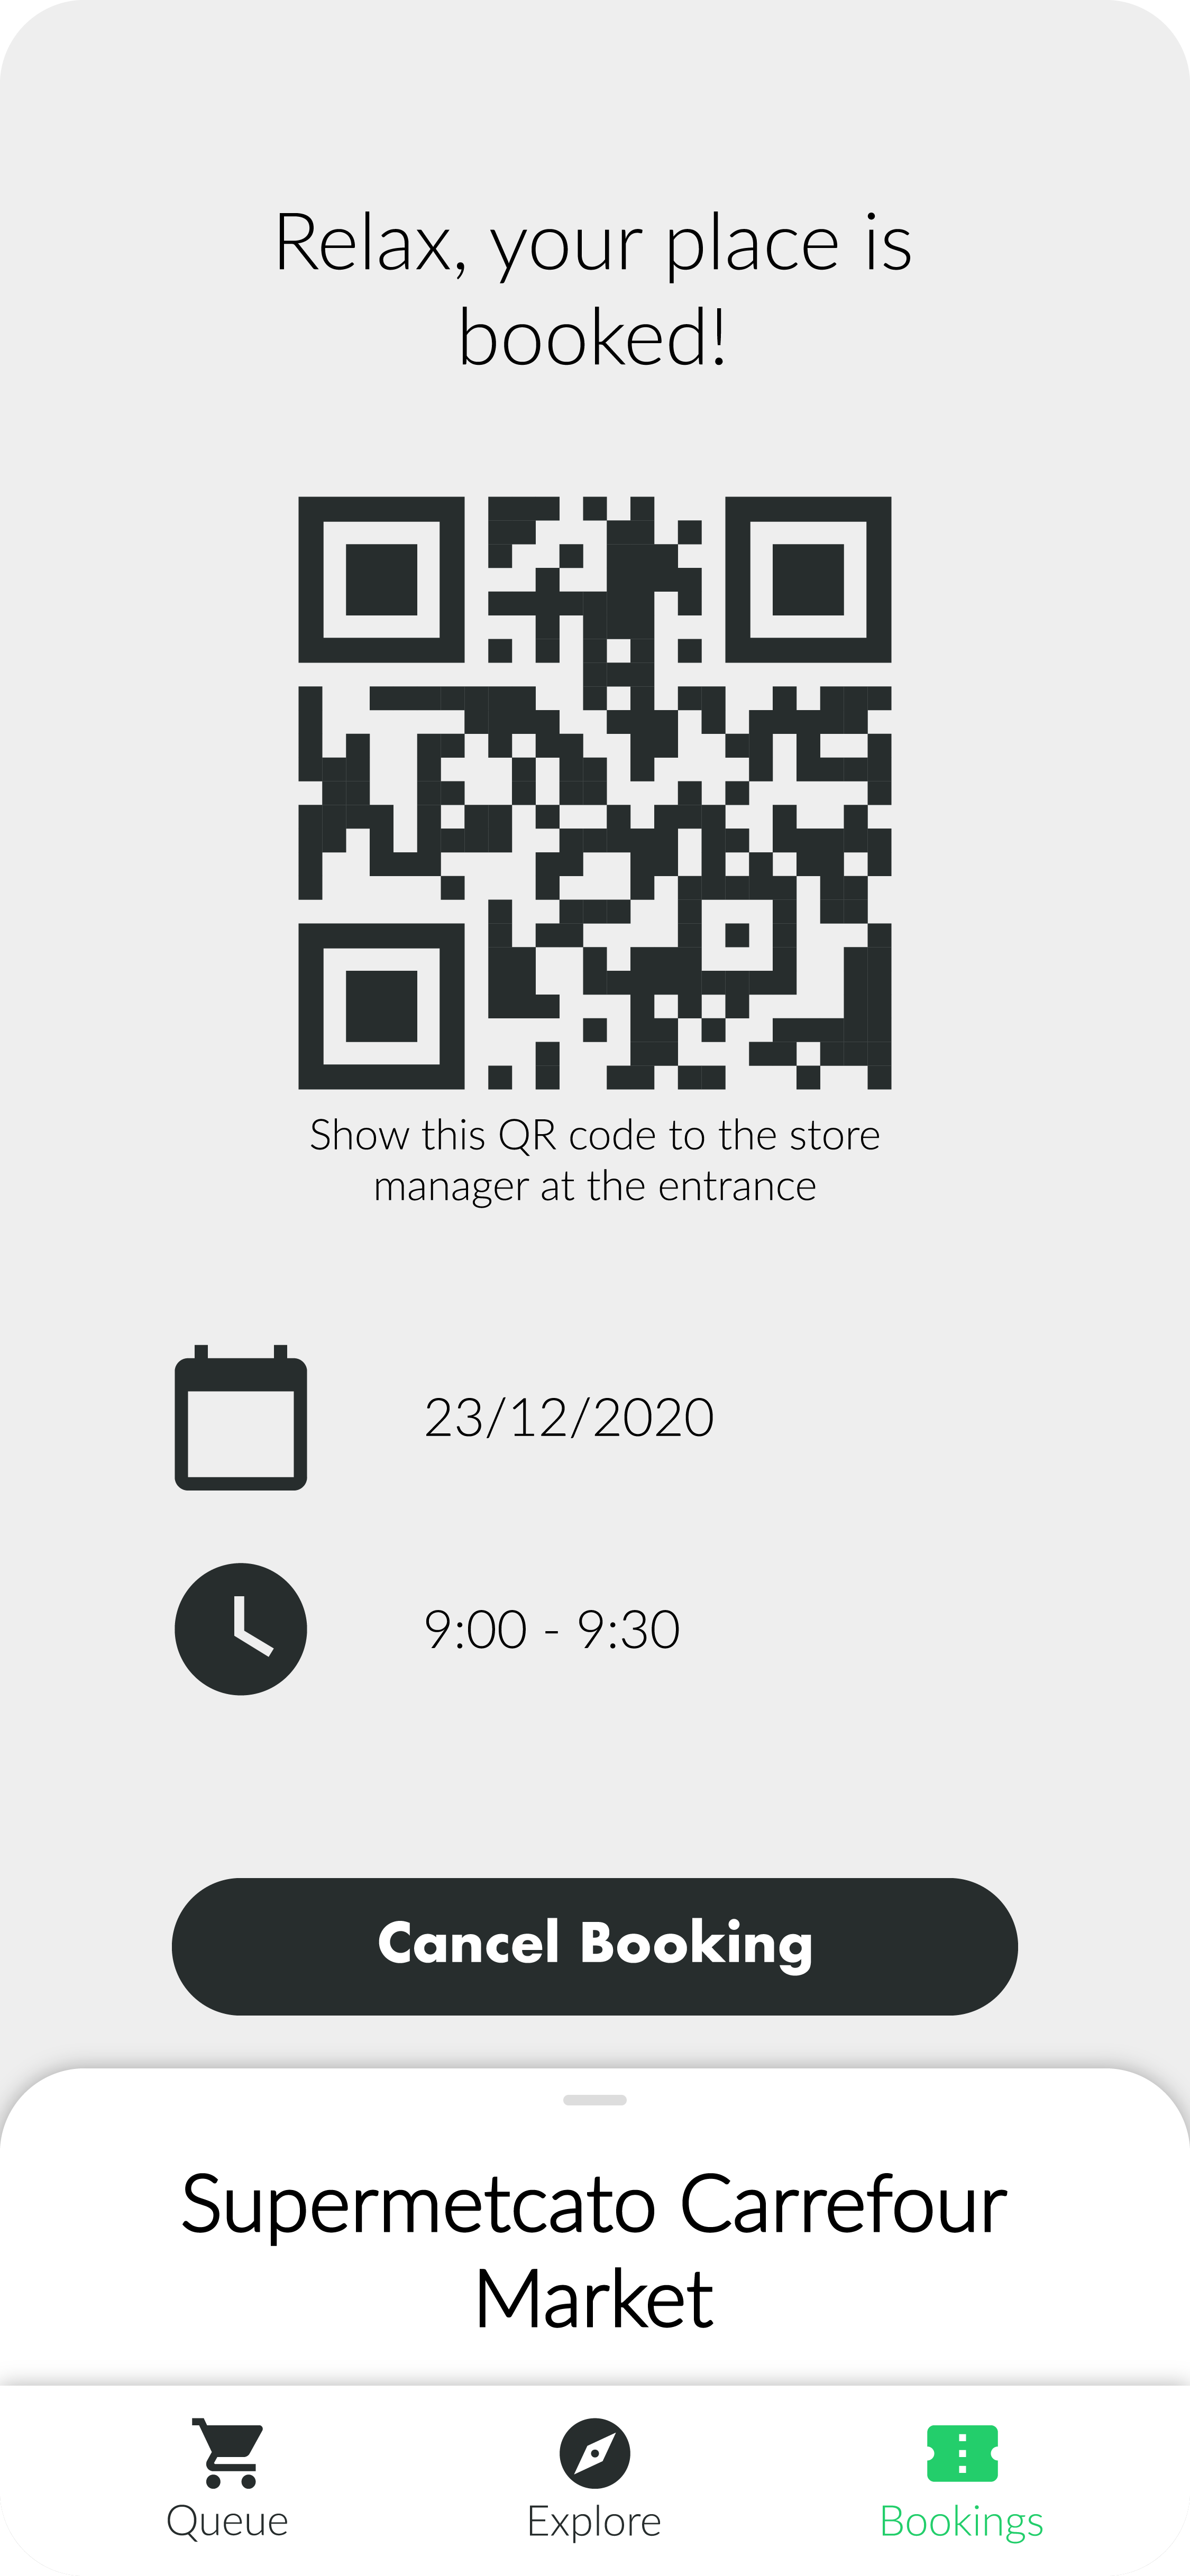 Relax, your place is
booked!
Show this QR code to the store
manager at the entrance
23/12/2020
9:00 - 9:30
Cancel Booking
Supermetcato Carrefour
Market
Queue
Explore
Bookings